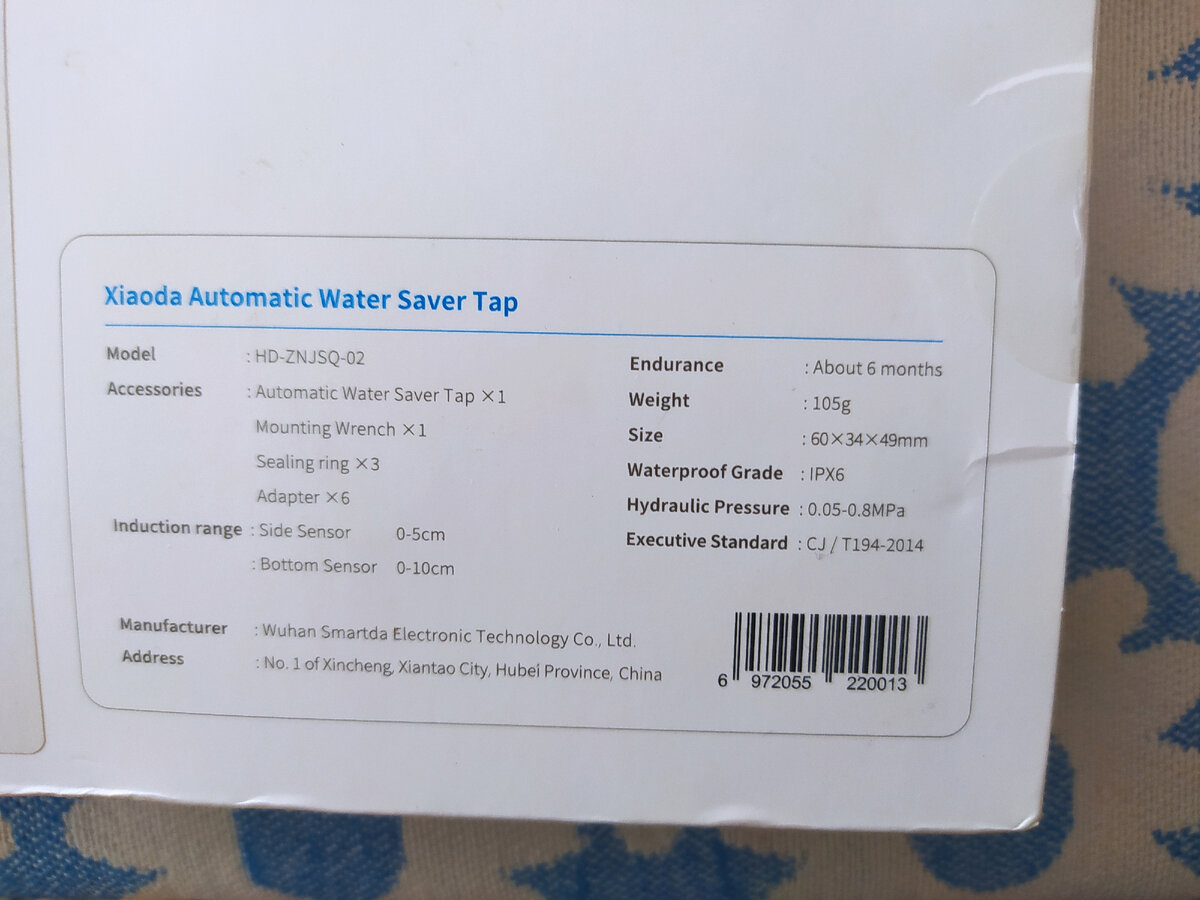 Xiaoda Automatic Water Saver Tap
Model : HD-ZNJSQ-02
Accessories : Automatic Water Saver Tap ×1
Mounting Wrench ×1
Sealing ring ×3
Adapter ×6
Induction range : Side Sensor 0-5cm
: Bottom Sensor 0-10cm
Endurance : About 6 months
Weight : 105g
Size : 60×34×49mm
Waterproof Grade : IPX6
Hydraulic Pressure : 0.05-0.8MPa
Executive Standard : CJ / T194-2014
Manufacturer : Wuhan Smartda Electronic Technology Co., Ltd.
Address : No. 1 of Xincheng, Xiantao City, Hubei Province, China
6 972055 220013